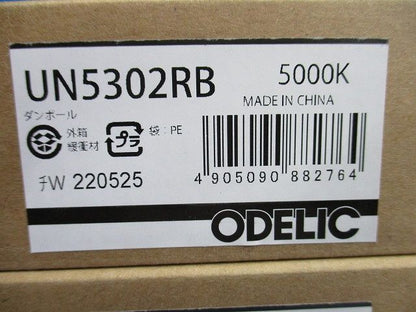 UN5302RB 5000K
ダンボール MADE IN CHINA
外箱
緩衝材
プラ 袋:PE
チW 220525
4 905090 882764
ODELIC